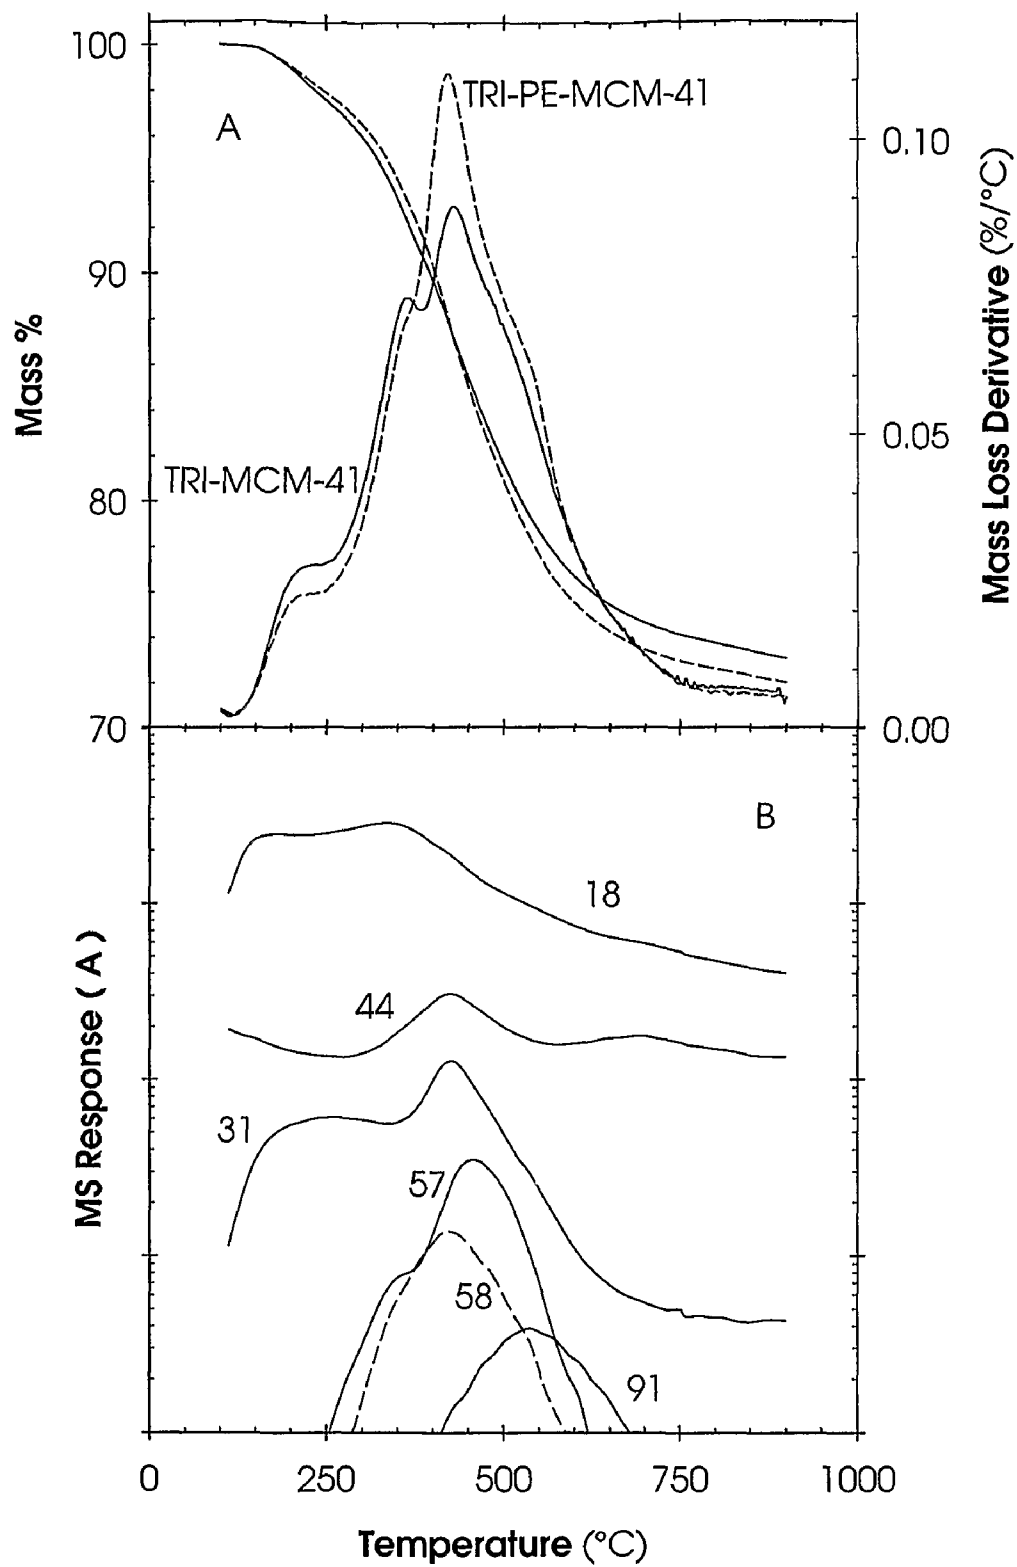 100
TRI-PE-MCM-41
A
0.10
90
Mass %
Mass Loss Derivative (%/°C)
0.05
TRI-MCM-41
80
70
0.00
B
18
44
MS Response ( A )
31
57
58
91
0
250
500
750
1000
Temperature (°C)